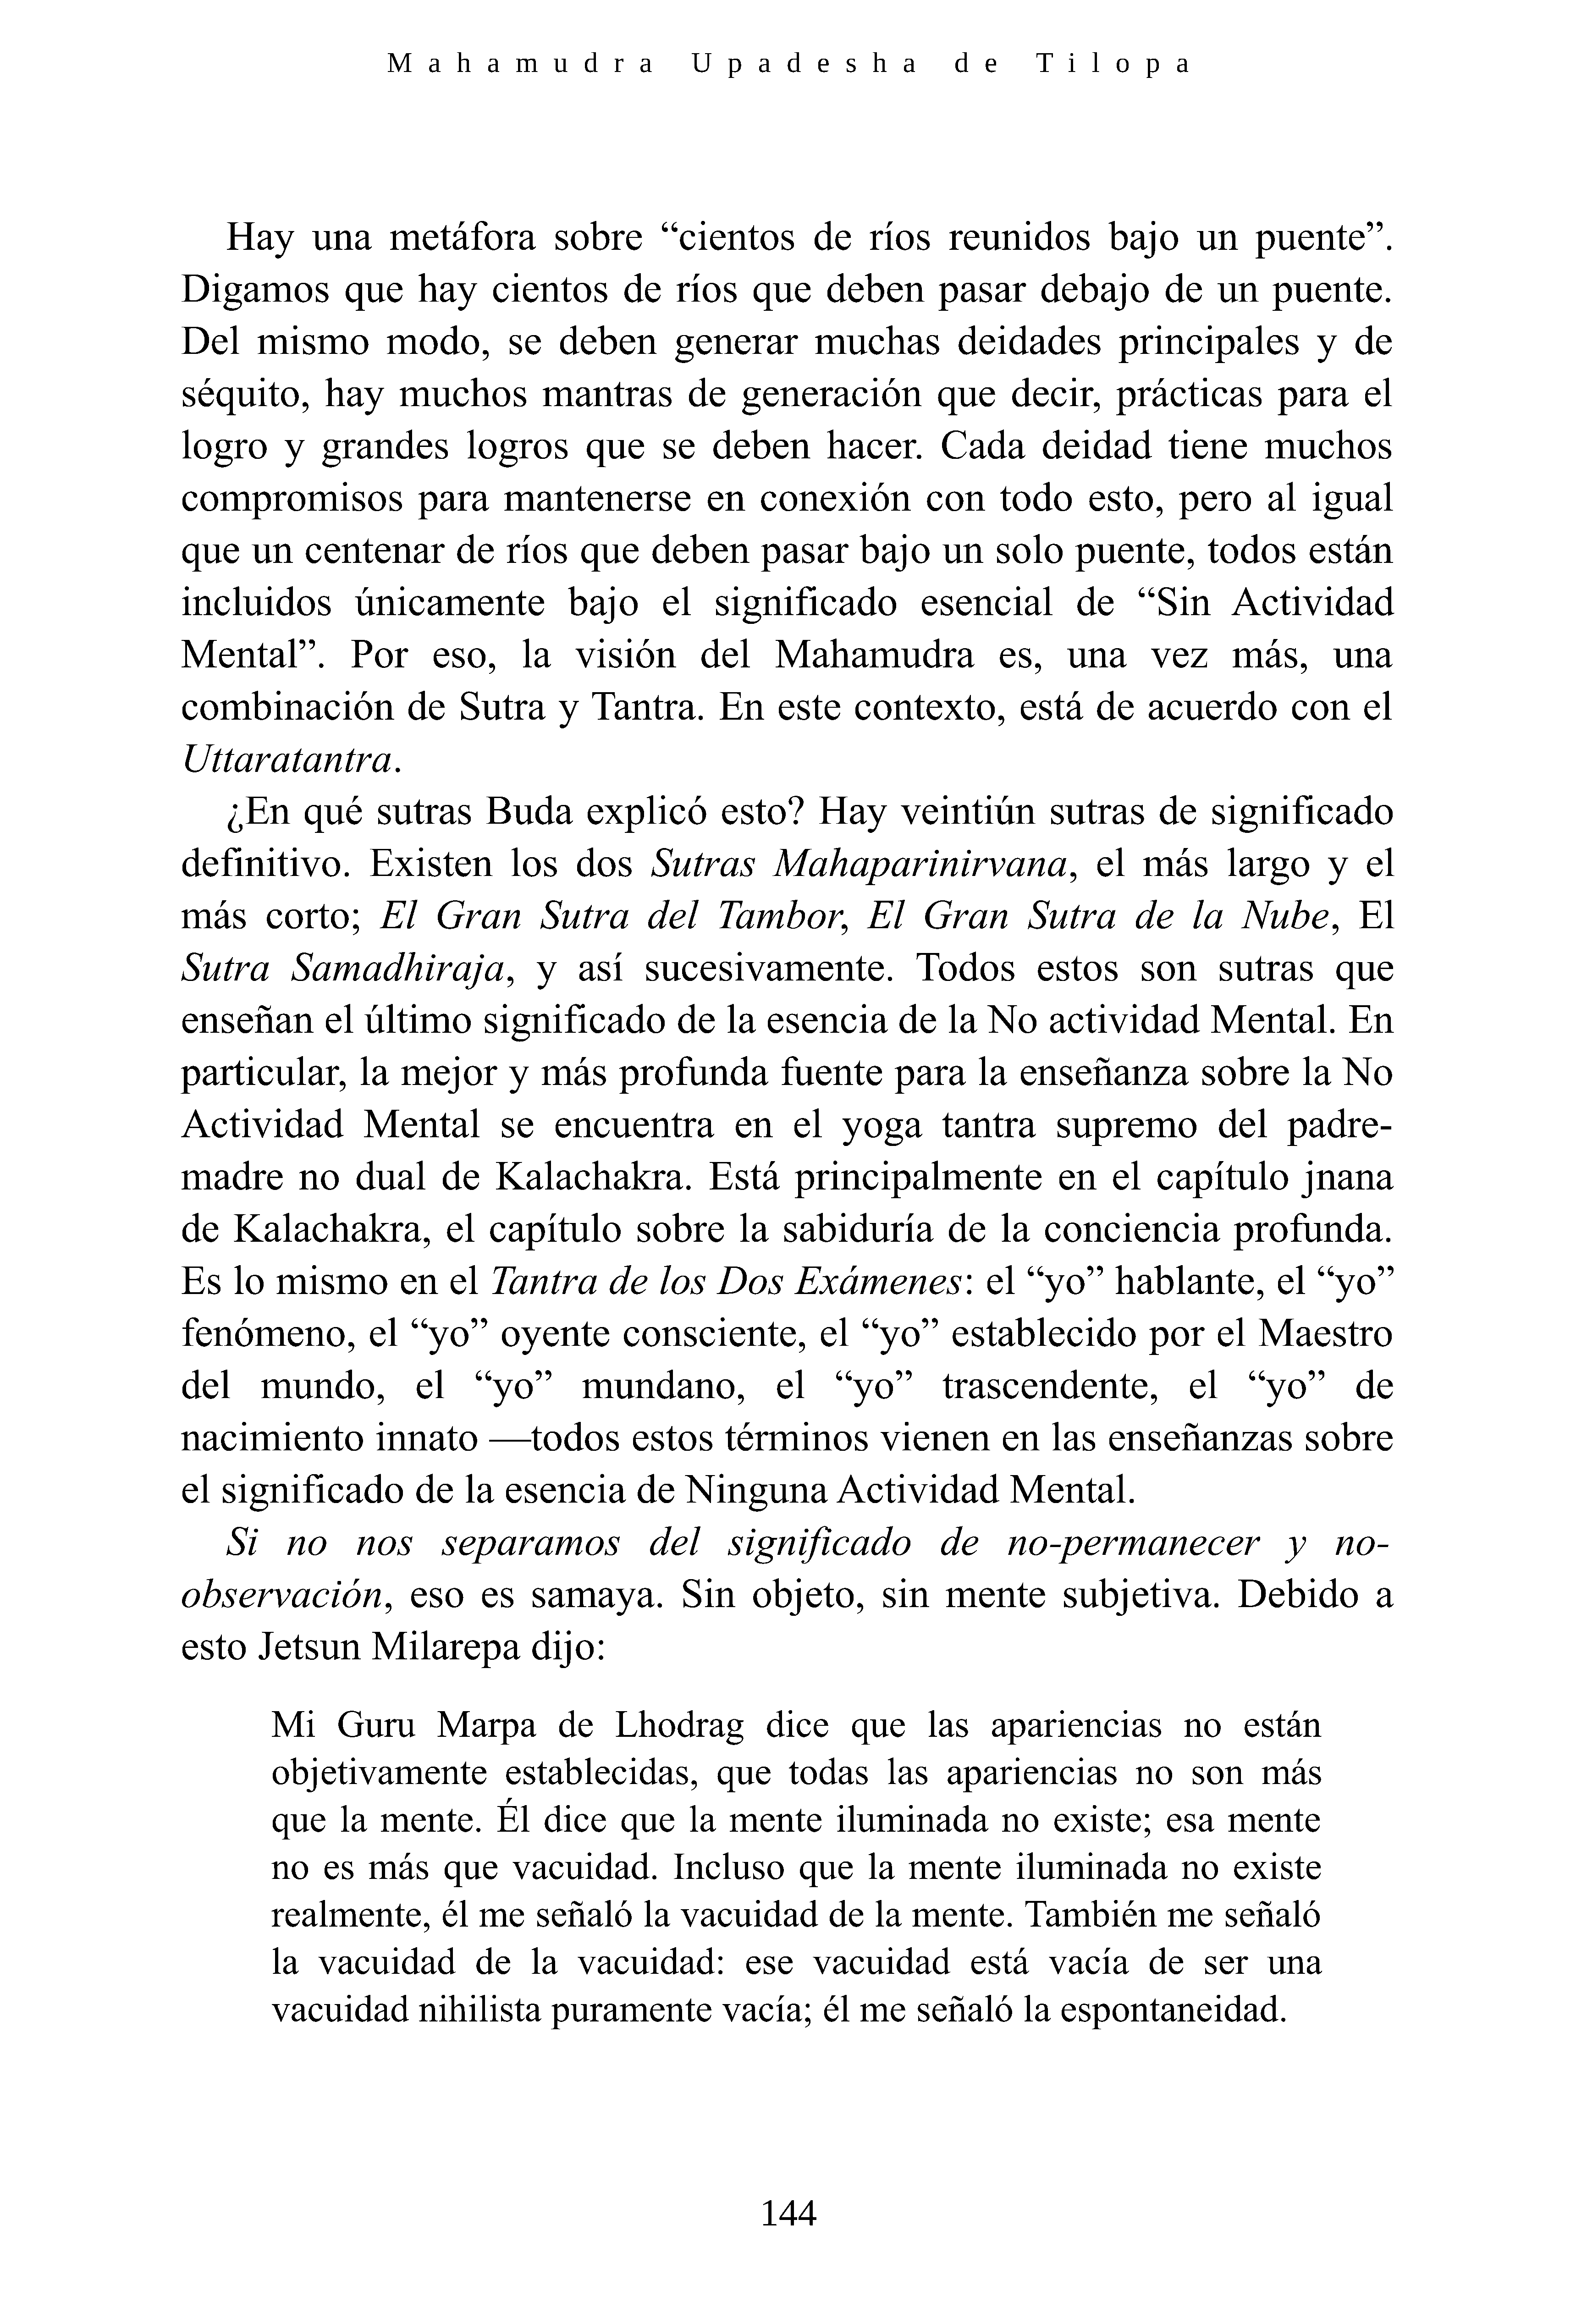 Mahamudra Upadesha de Tilopa
Hay una metáfora sobre “cientos de ríos reunidos bajo un puente”.
Digamos que hay cientos de ríos que deben pasar debajo de un puente.
Del mismo modo, se deben generar muchas deidades principales y de
séquito, hay muchos mantras de generación que decir, prácticas para el
logro y grandes logros que se deben hacer. Cada deidad tiene muchos
compromisos para mantenerse en conexión con todo esto, pero al igual
que un centenar de ríos que deben pasar bajo un solo puente, todos están
incluidos únicamente bajo el significado esencial de “Sin Actividad
Mental”. Por eso, la visión del Mahamudra es, una vez más, una
combinación de Sutra y Tantra. En este contexto, está de acuerdo con el
Uttaratantra.
¿En qué sutras Buda explicó esto? Hay veintiún sutras de significado
definitivo. Existen los dos Sutras Mahaparinirvana, el más largo y el
más corto; El Gran Sutra del Tambor, El Gran Sutra de la Nube, El
Sutra Samadhiraja, y así sucesivamente. Todos estos son sutras que
enseñan el último significado de la esencia de la No actividad Mental. En
particular, la mejor y más profunda fuente para la enseñanza sobre la No
Actividad Mental se encuentra en el yoga tantra supremo del padre-
madre no dual de Kalachakra. Está principalmente en el capítulo jnana
de Kalachakra, el capítulo sobre la sabiduría de la conciencia profunda.
Es lo mismo en el Tantra de los Dos Exámenes: el “yo” hablante, el “yo”
fenómeno, el “yo” oyente consciente, el “yo” establecido por el Maestro
del mundo, el “yo” mundano, el “yo” trascendente, el “yo” de
nacimiento innato —todos estos términos vienen en las enseñanzas sobre
el significado de la esencia de Ninguna Actividad Mental.
Si no nos separamos del significado de no-permanecer y no-
observación, eso es samaya. Sin objeto, sin mente subjetiva. Debido a
esto Jetsun Milarepa dijo:
Mi Guru Marpa de Lhodrag dice que las apariencias no están
objetivamente establecidas, que todas las apariencias no son más
que la mente. Él dice que la mente iluminada no existe; esa mente
no es más que vacuidad. Incluso que la mente iluminada no existe
realmente, él me señaló la vacuidad de la mente. También me señaló
la vacuidad de la vacuidad: ese vacuidad está vacía de ser una
vacuidad nihilista puramente vacía; él me señaló la espontaneidad.
144